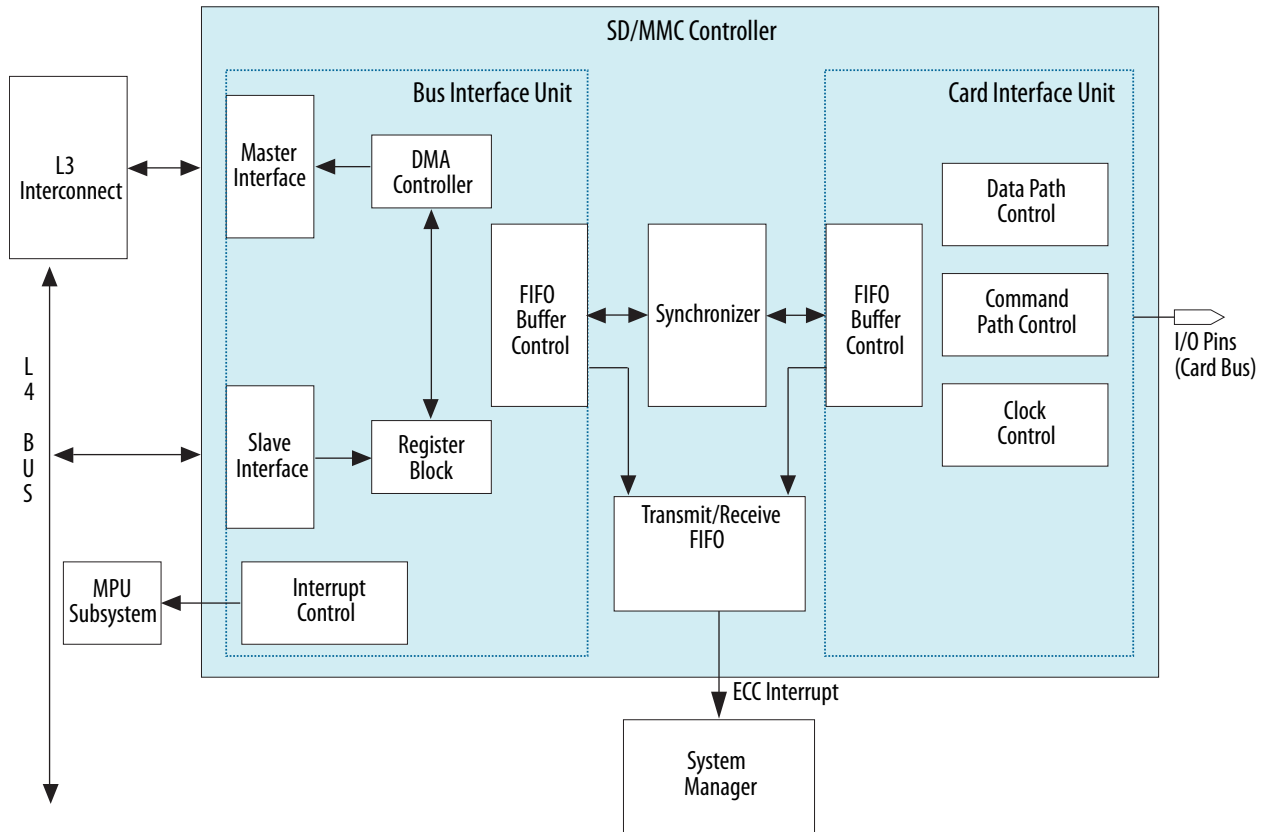 SD/MMC Controller
Bus Interface Unit
Card Interface Unit
L3
Interconnect
Master
Interface
DMA
Controller
Data Path
Control
FIFO
Buffer
Control
Synchronizer
FIFO
Buffer
Control
Command
Path Control
I/O Pins
(Card Bus)
L
4
B
U
S
Slave
Interface
Register
Block
Clock
Control
Transmit/Receive
FIFO
MPU
Subsystem
Interrupt
Control
ECC Interrupt
System
Manager